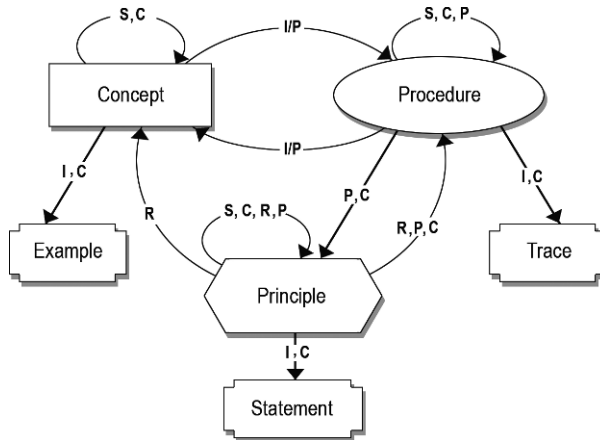 S, C
I/P
S, C, P
Concept
Procedure
I/P
I, C
P, C
I, C
R
S, C, R, P
R, P, C
Example
Trace
Principle
I, C
Statement